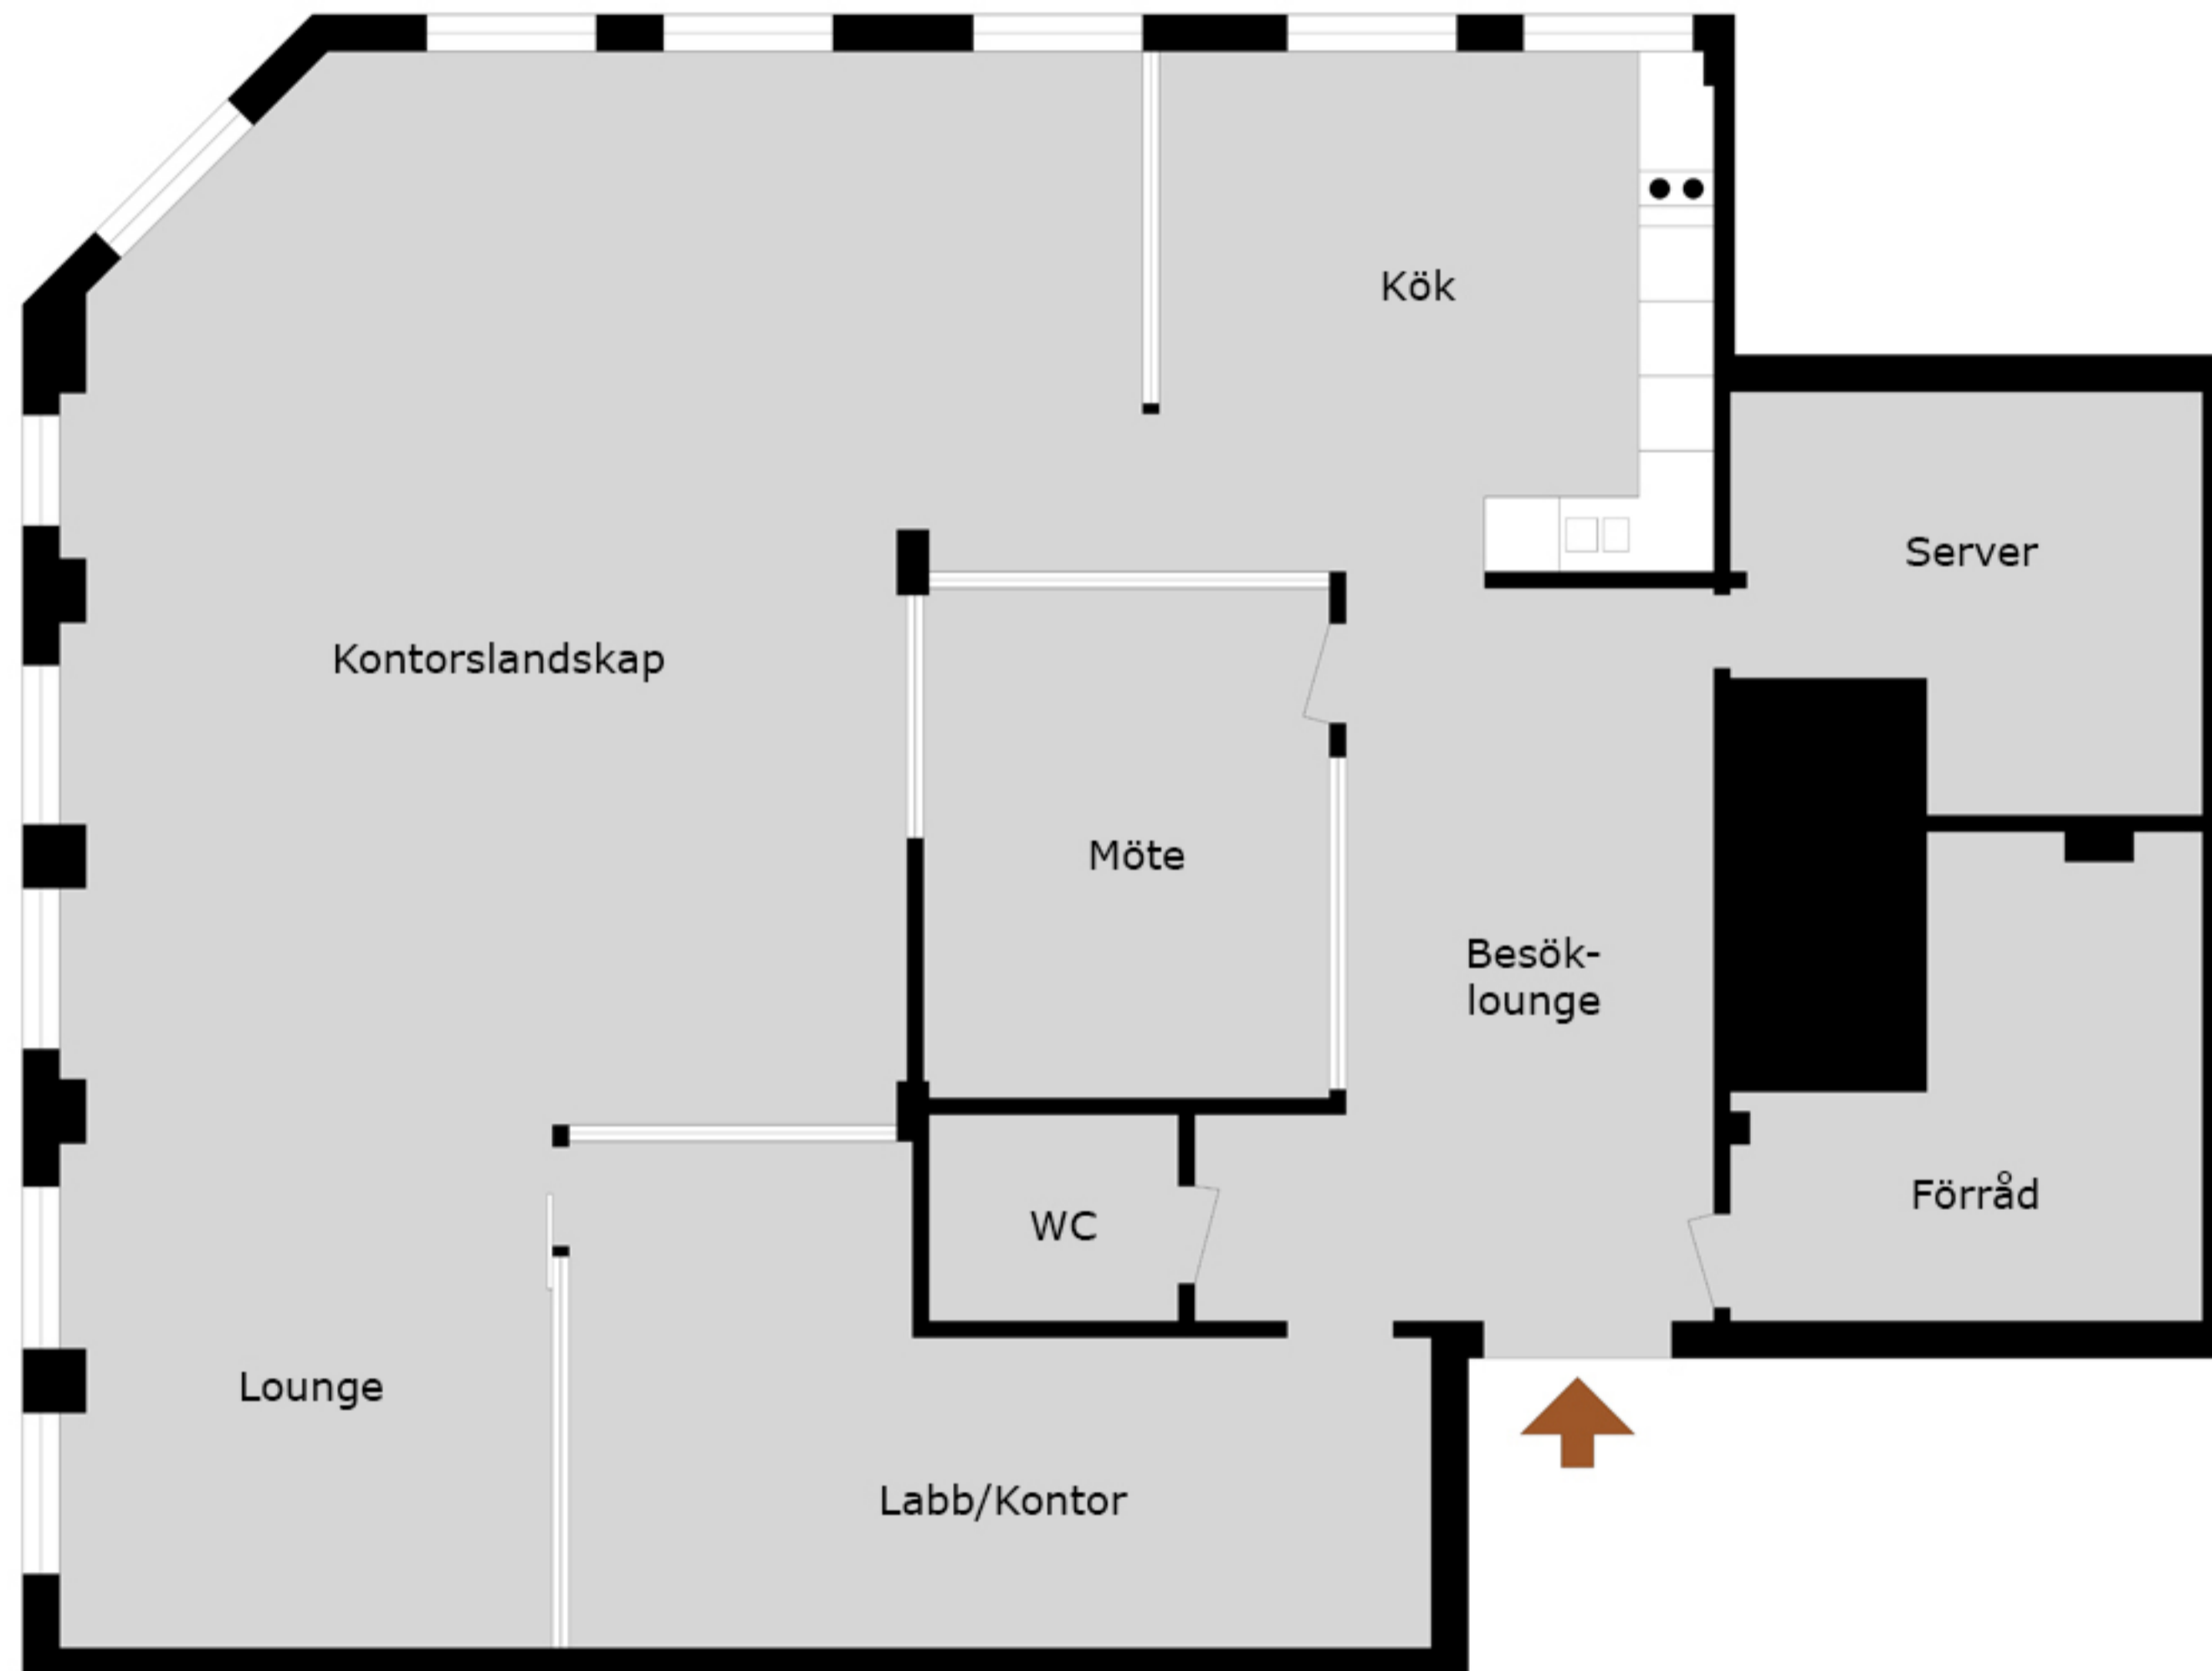 Kök
Server
Kontorslandskap
Möte
Besök-
lounge
Förråd
WC
Lounge
Labb/Kontor